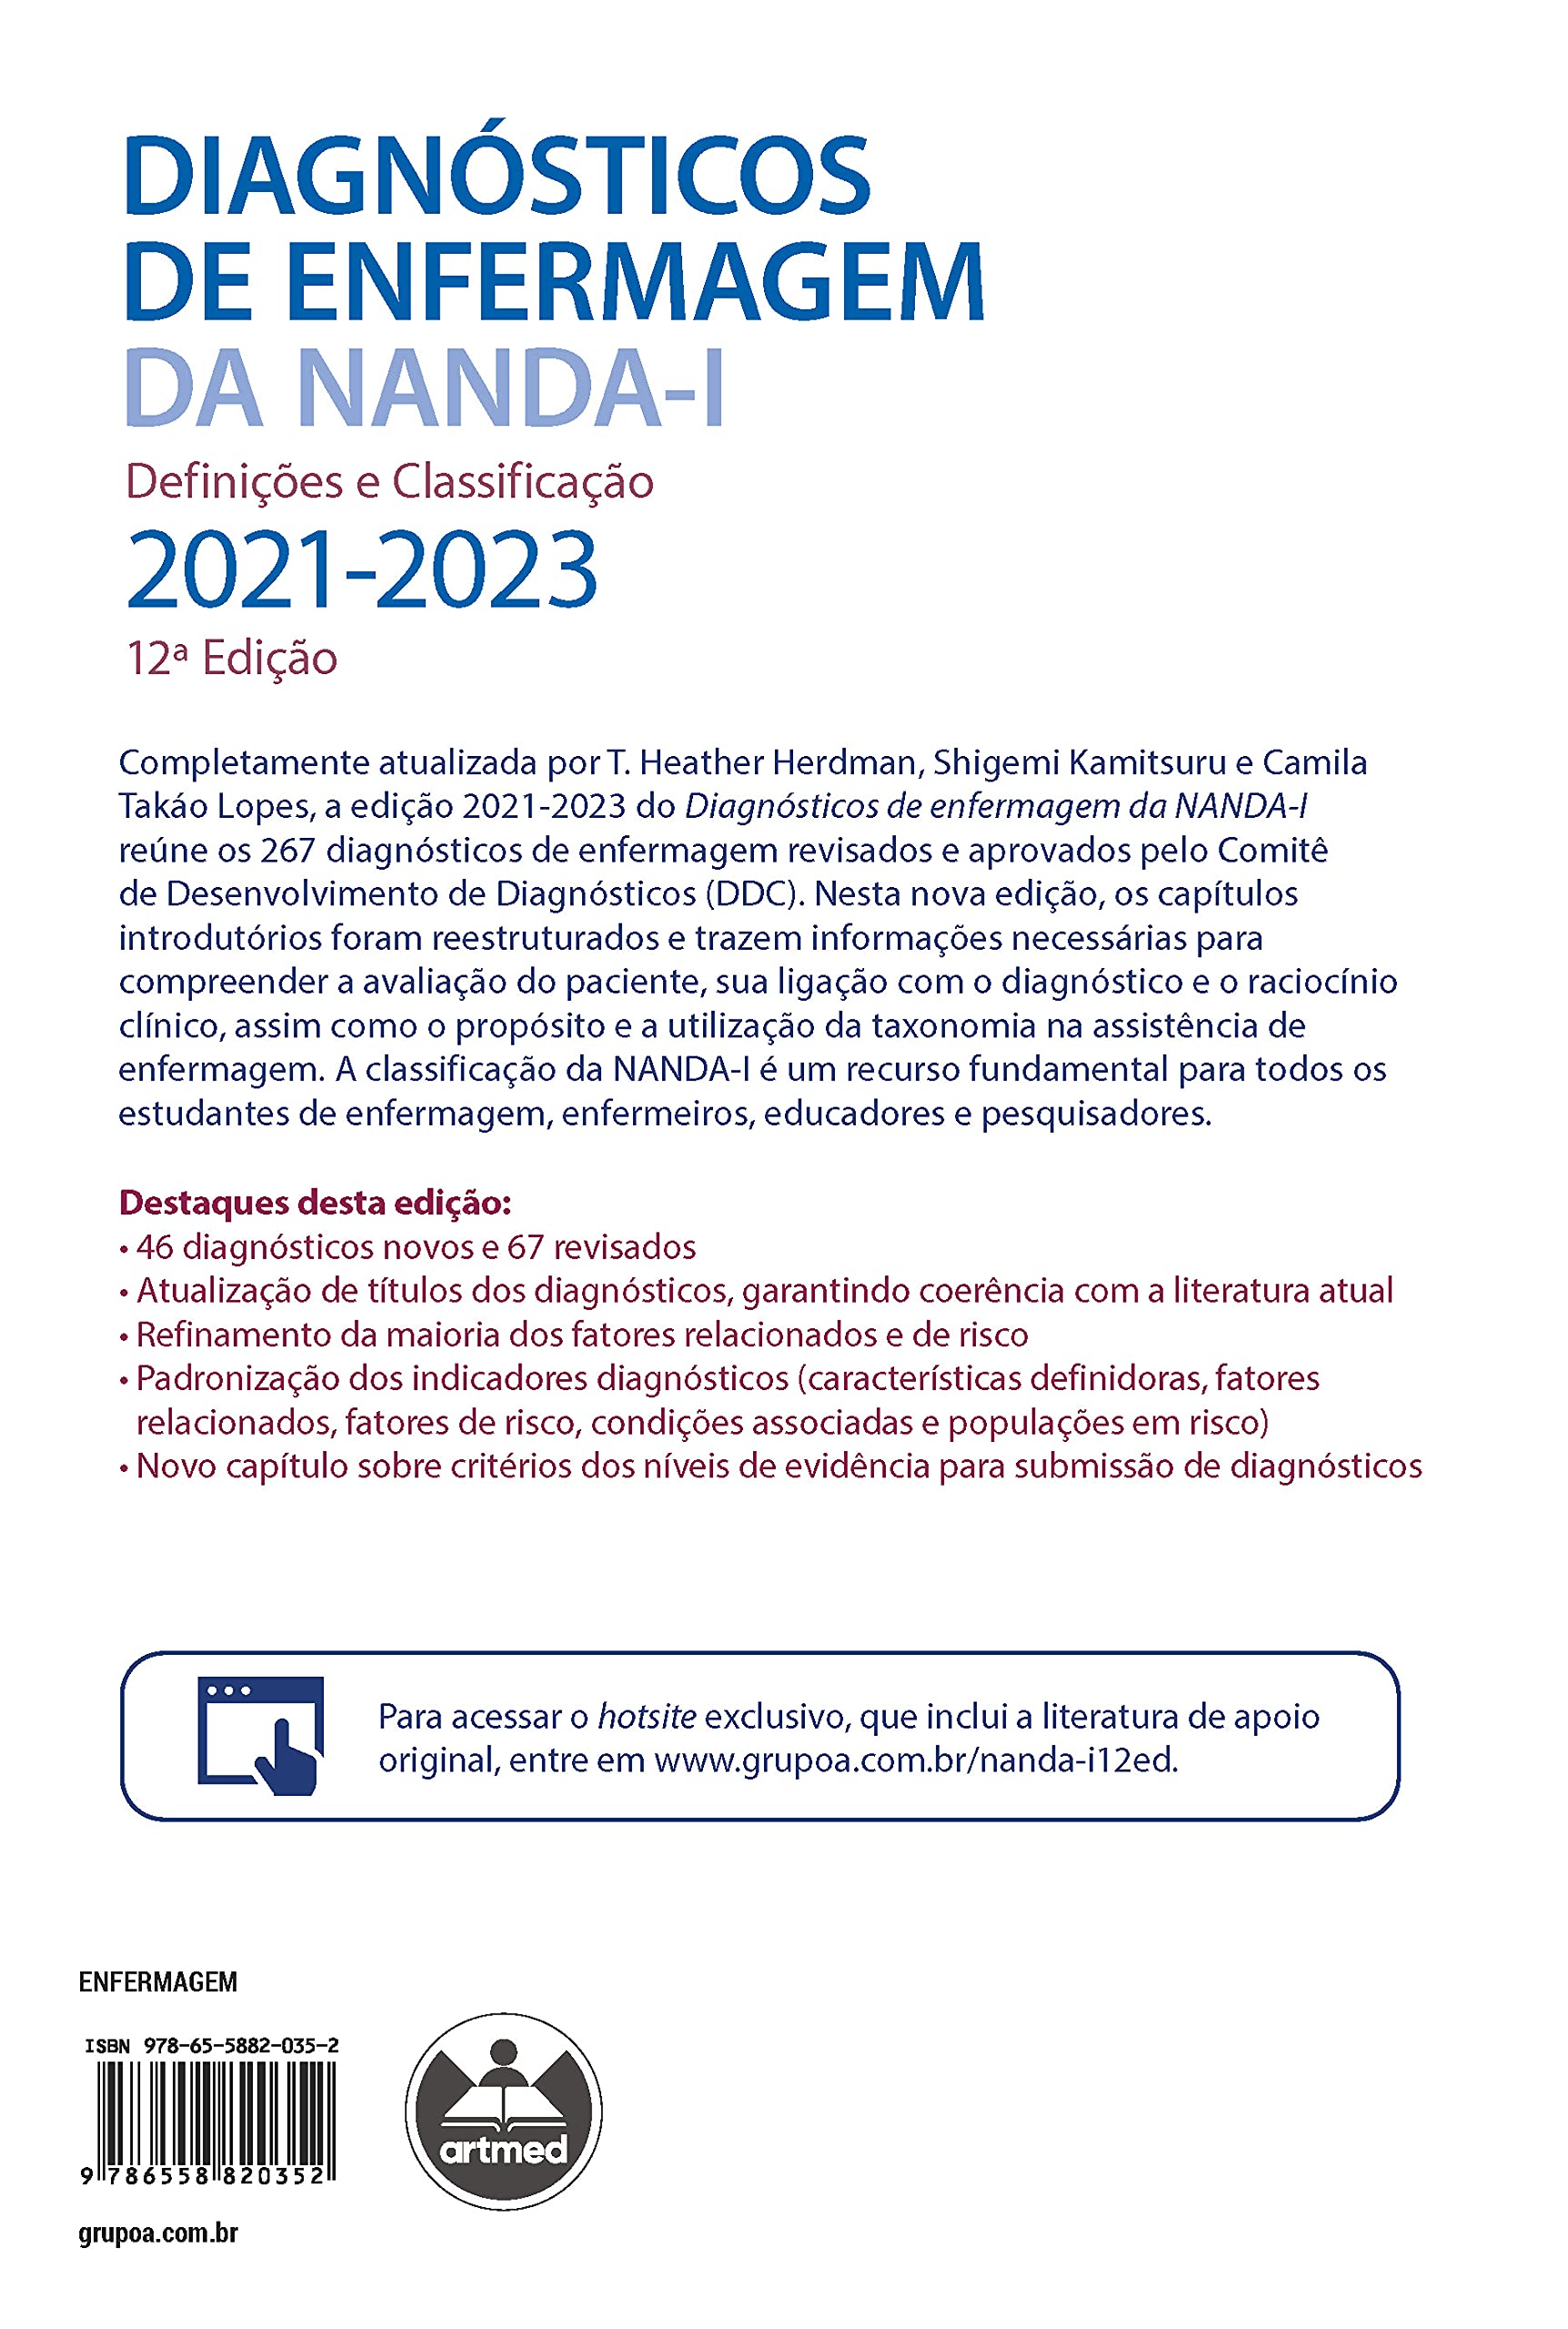 DIAGNÓSTICOS
DE ENFERMAGEM
DA NANDA-I
Definições e Classificação
2021-2023
12ª Edição
Completamente atualizada por T. Heather Herdman, Shigemi Kamitsuru e Camila
Takáo Lopes, a edição 2021-2023 do Diagnósticos de enfermagem da NANDA-I
reúne os 267 diagnósticos de enfermagem revisados e aprovados pelo Comitê
de Desenvolvimento de Diagnósticos (DDC). Nesta nova edição, os capítulos
introdutórios foram reestruturados e trazem informações necessárias para
compreender a avaliação do paciente, sua ligação com o diagnóstico e o raciocínio
clínico, assim como o propósito e a utilização da taxonomia na assistência de
enfermagem. A classificação da NANDA-I é um recurso fundamental para todos os
estudantes de enfermagem, enfermeiros, educadores e pesquisadores.
Destaques desta edição:
• 46 diagnósticos novos e 67 revisados
• Atualização de títulos dos diagnósticos, garantindo coerência com a literatura atual
• Refinamento da maioria dos fatores relacionados e de risco
• Padronização dos indicadores diagnósticos (características definidoras, fatores
relacionados, fatores de risco, condições associadas e populações em risco)
• Novo capítulo sobre critérios dos níveis de evidência para submissão de diagnósticos
Para acessar o hotsite exclusivo, que inclui a literatura de apoio
original, entre em www.grupoa.com.br/nanda-i12ed.
ENFERMAGEM
ISBN 978-65-5882-035-2
9 786558 820352
artmed
grupoa.com.br